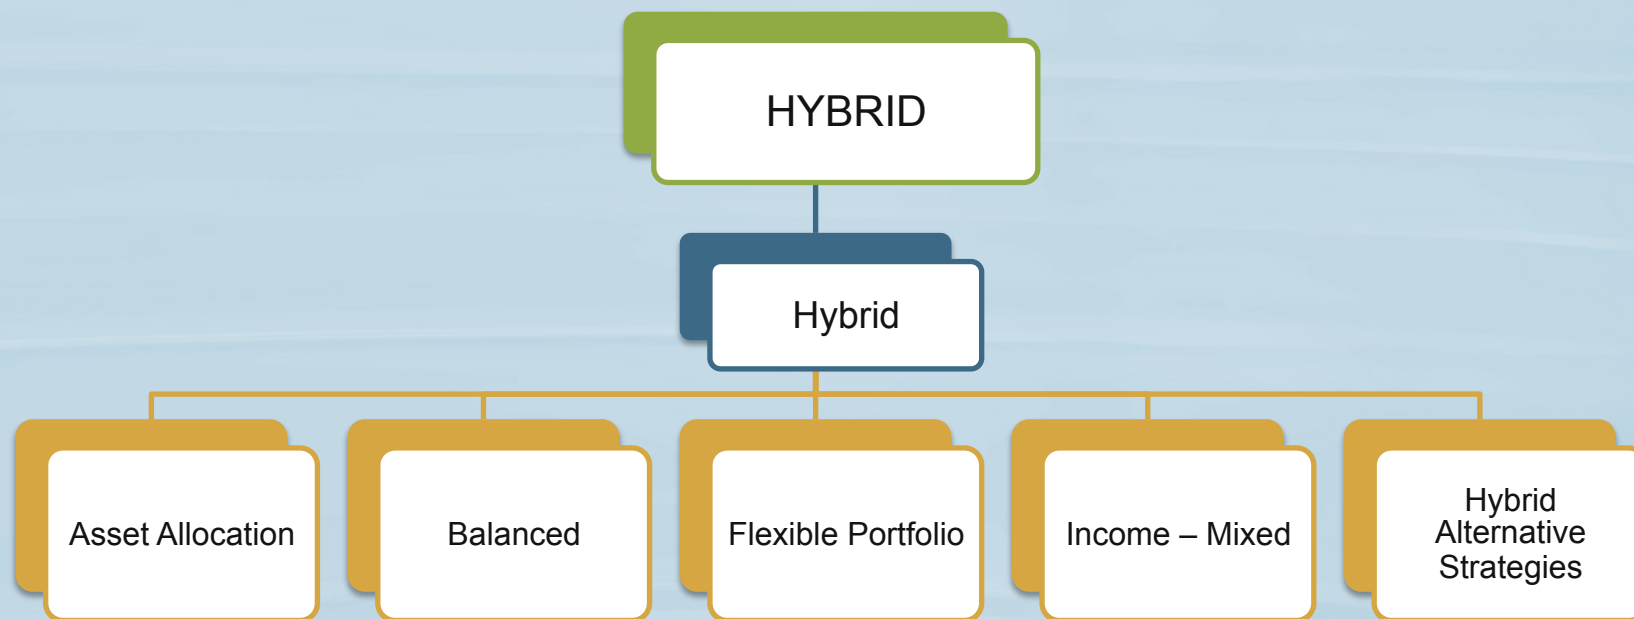 HYBRID
Hybrid
Asset Allocation
Balanced
Flexible Portfolio
Income – Mixed
Hybrid
Alternative
Strategies